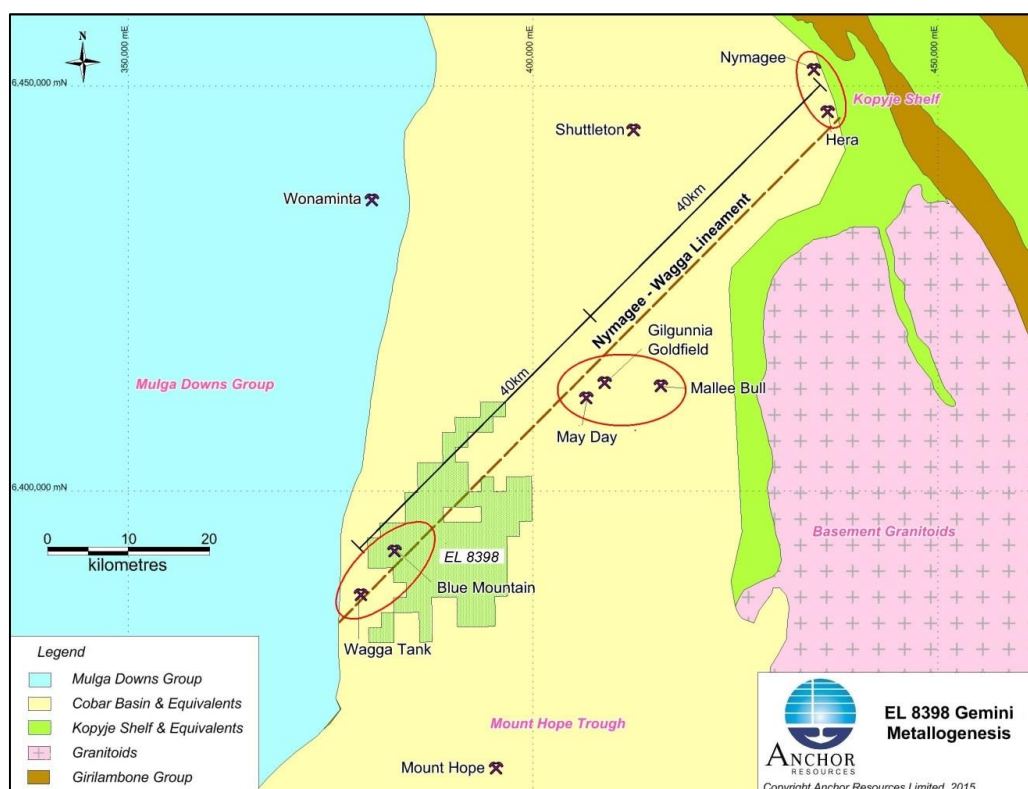 350,000 mE
400,000 mE
450,000 mE
6,450,000 mN
Nymagee
Kopyje Shelf
Hera
Shuttleton
Wonaminta
40km
Nymagee - Wagga Lineament
Gilgunnia
Goldfield
Mulga Downs Group
40km
Mallee Bull
May Day
6,400,000 mN
Basement Granitoids
0 10 20
kilometres
EL 8398
Blue Mountain
Wagga Tank
Mount Hope Trough
Mount Hope
Legend
Mulga Downs Group
Cobar Basin & Equivalents
Kopyje Shelf & Equivalents
Granitoids
Girilambone Group
ANCHOR
RESOURCES
EL 8398 Gemini
Metallogenesis
Copyright Anchor Resources Limited, 2015